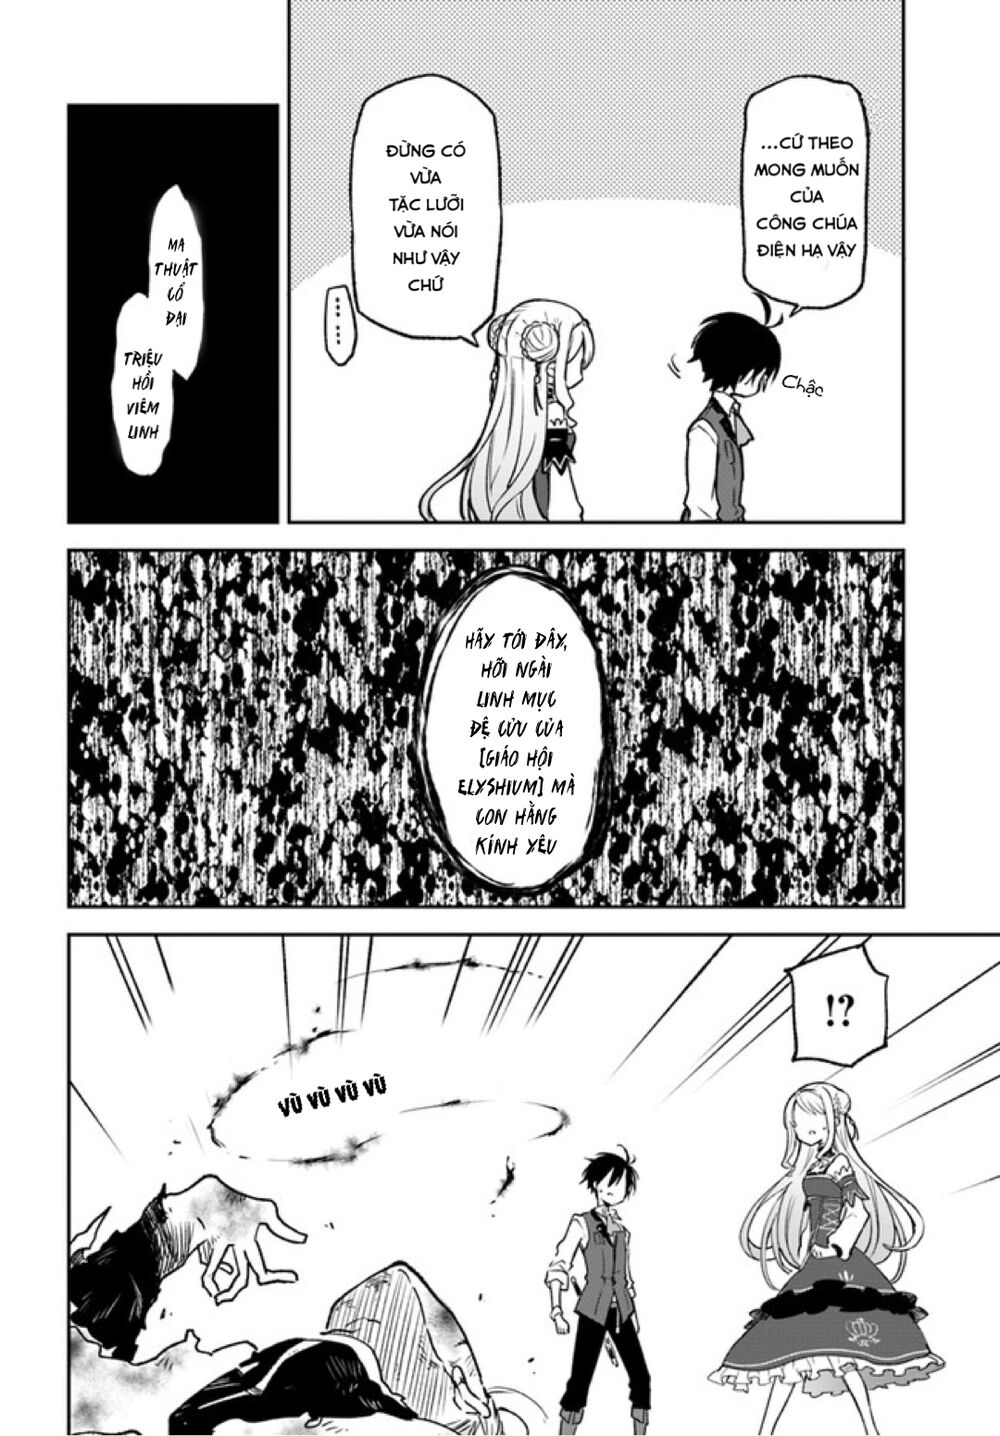 ...CỨ THEO
MONG MUỐN
CỦA
CÔNG CHÚA
ĐIỆN HẠ VẬY
Chậc
ĐỪNG CÓ
VỪA
TẶC LƯỠI
VỪA NÓI
NHƯ VẬY
CHỨ
... ...
MA
THUẬT
CỔ
ĐẠI
TRIỆU
HỒI
VIÊM
LINH
HÃY TỚI ĐÂY,
HỠI NGÀI
LINH MỤC
ĐỆ CỬU CỦA
[GIÁO HỘI
ELYSHIUM] MÀ
CON HẰNG
KÍNH YÊU
!?
VÙ VÙ VÙ VÙ